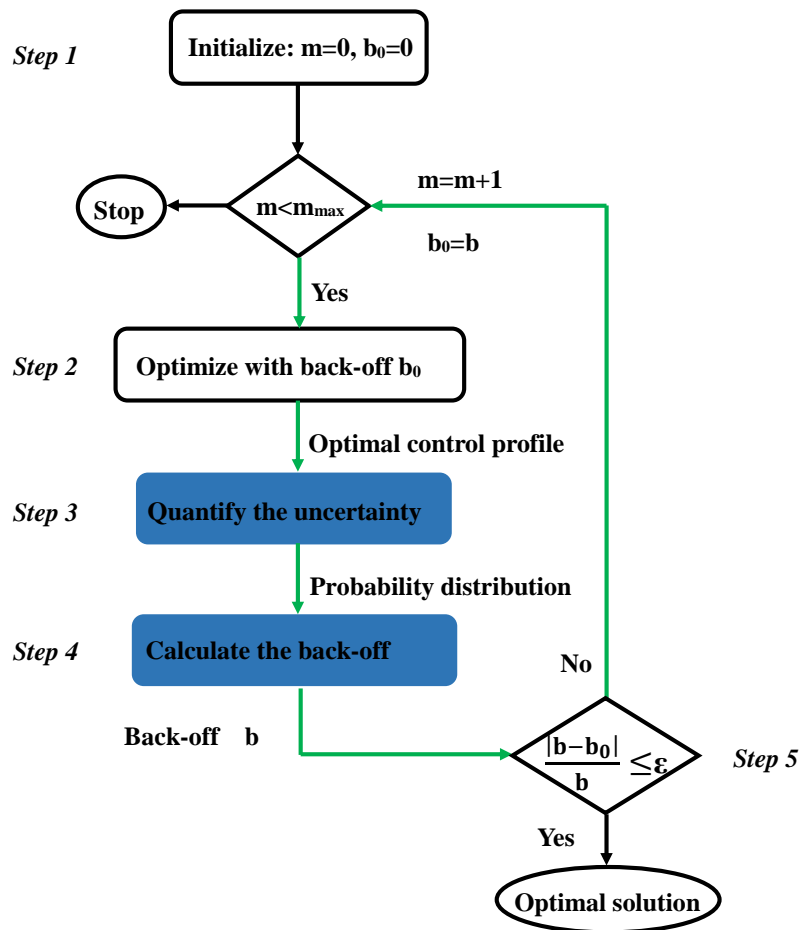 Step 1
Initialize: m=0, b₀=0
m=m+1
Stop
m<mₘₐₓ
b₀=b
Yes
Step 2
Optimize with back-off b₀
Optimal control profile
Step 3
Quantify the uncertainty
Probability distribution
Step 4
Calculate the back-off
No
Back-off b
|b−b₀|
b
≤ε
Step 5
Yes
Optimal solution